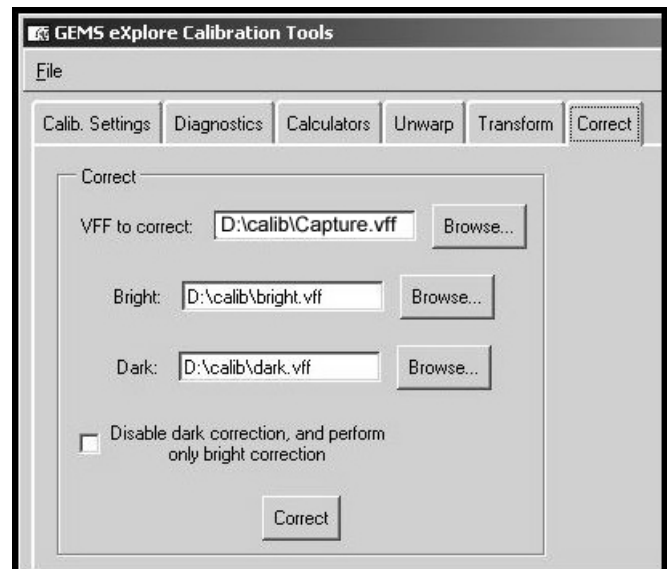 GEMS eXplore Calibration Tools
File
Calib. Settings Diagnostics Calculators Unwarp Transform Correct
Correct
VFF to correct: D:\calib\Capture.vff Browse...
Bright: D:\calib\bright.vff Browse...
Dark: D:\calib\dark.vff Browse...
Disable dark correction, and perform
only bright correction
Correct